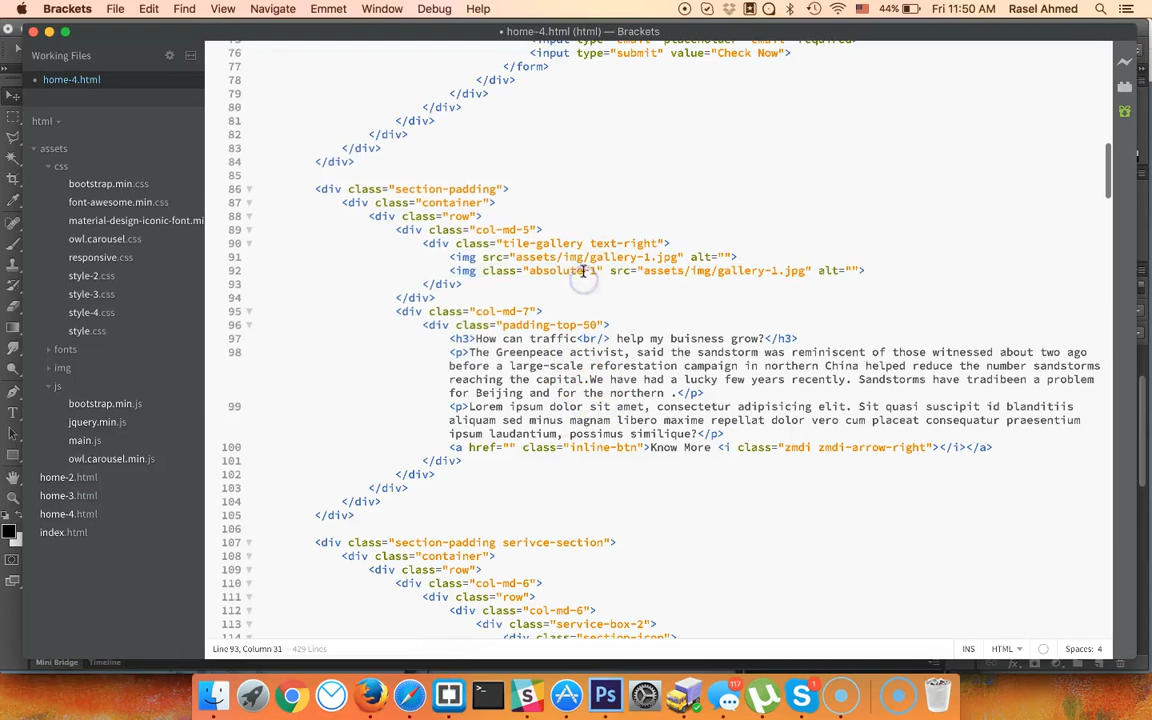 Brackets File Edit Find View Navigate Emmet Window Debug Help 44% Fri 11:50 AM Rasel Ahmed
• home-4.html (html) — Brackets
Working Files
home-4.html
html
assets
css
bootstrap.min.css
font-awesome.min.css
material-design-iconic-font.mi
owl.carousel.css
responsive.css
style-2.css
style-3.css
style-4.css
style.css
fonts
img
js
bootstrap.min.js
jquery.min.js
main.js
owl.carousel.min.js
home-2.html
home-3.html
home-4.html
index.html
76 <input type="submit" value="Check Now">
77 </form>
78 </div>
79 </div>
80 </div>
81 </div>
82 </div>
83 </div>
84 </div>
85
86 <div class="section-padding">
87 <div class="container">
88 <div class="row">
89 <div class="col-md-5">
90 <div class="tile-gallery text-right">
91 <img src="assets/img/gallery-1.jpg" alt="">
92 <img class="absolute-1" src="assets/img/gallery-1.jpg" alt="">
93 </div>
94 </div>
95 <div class="col-md-7">
96 <div class="padding-top-50">
97 <h3>How can traffic<br/> help my buisness grow?</h3>
98 <p>The Greenpeace activist, said the sandstorm was reminiscent of those witnessed about two ago
before a large-scale reforestation campaign in northern China helped reduce the number sandstorms
reaching the capital.We have had a lucky few years recently. Sandstorms have tradibeen a problem
for Beijing and for the northern .</p>
99 <p>Lorem ipsum dolor sit amet, consectetur adipisicing elit. Sit quasi suscipit id blanditiis
aliquam sed minus magnam libero maxime repellat dolor vero cum placeat consequatur praesentium
ipsum laudantium, possimus similique?</p>
100 <a href="" class="inline-btn">Know More <i class="zmdi zmdi-arrow-right"></i></a>
101 </div>
102 </div>
103 </div>
104 </div>
105 </div>
106
107 <div class="section-padding serivce-section">
108 <div class="container">
109 <div class="row">
110 <div class="col-md-6">
111 <div class="row">
112 <div class="col-md-6">
113 <div class="service-box-2">
114 <div class="section-icon">
Line 93, Column 31 — 429 Lines INS HTML Spaces: 4
Mini Bridge Timeline
117
1